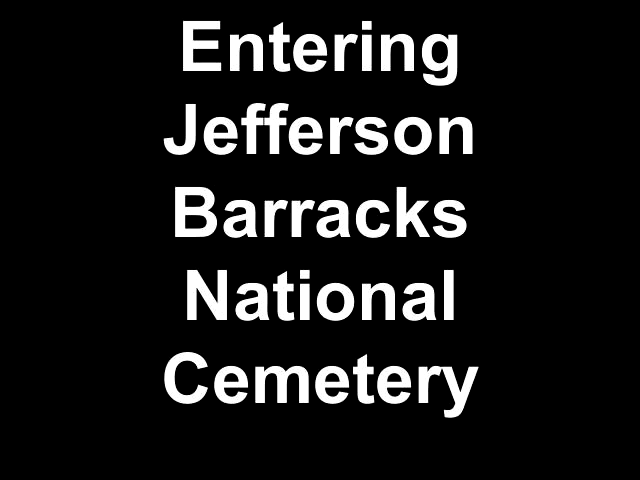 Entering
Jefferson
Barracks
National
Cemetery